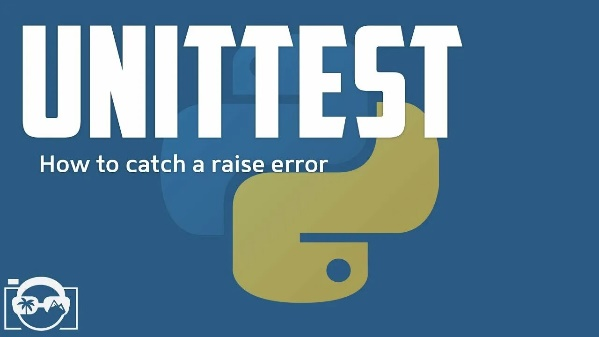 UNITTEST
How to catch a raise error